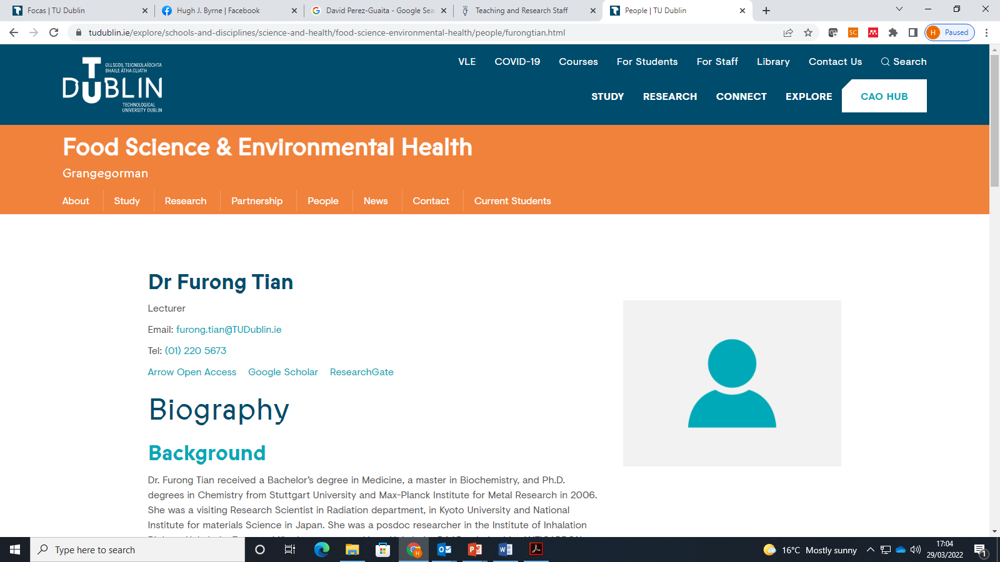 Focas | TU Dublin
Hugh J. Byrne | Facebook
David Perez-Guaita - Google Sea
Teaching and Research Staff
People | TU Dublin
tudublin.ie/explore/schools-and-disciplines/science-and-health/food-science-environmental-health/people/furongtian.html
SC
H Paused
OLLSCOIL TEICNEOLAÍOCHTA
BHAILE ÁTHA CLIATH
TU DUBLIN
TECHNOLOGICAL
UNIVERSITY DUBLIN
VLE COVID-19 Courses For Students For Staff Library Contact Us Search
STUDY RESEARCH CONNECT EXPLORE CAO HUB
Food Science & Environmental Health
Grangegorman
About Study Research Partnership People News Contact Current Students
Dr Furong Tian
Lecturer
Email: furong.tian@TUDublin.ie
Tel: (01) 220 5673
Arrow Open Access Google Scholar ResearchGate
Biography
Background
Dr. Furong Tian received a Bachelor’s degree in Medicine, a master in Biochemistry, and Ph.D.
degrees in Chemistry from Stuttgart University and Max-Planck Institute for Metal Research in 2006.
She was a visiting Research Scientist in Radiation department, in Kyoto University and National
Institute for materials Science in Japan. She was a posdoc researcher in the Institute of Inhalation
Type here to search
16°C Mostly sunny
17:04
29/03/2022
1